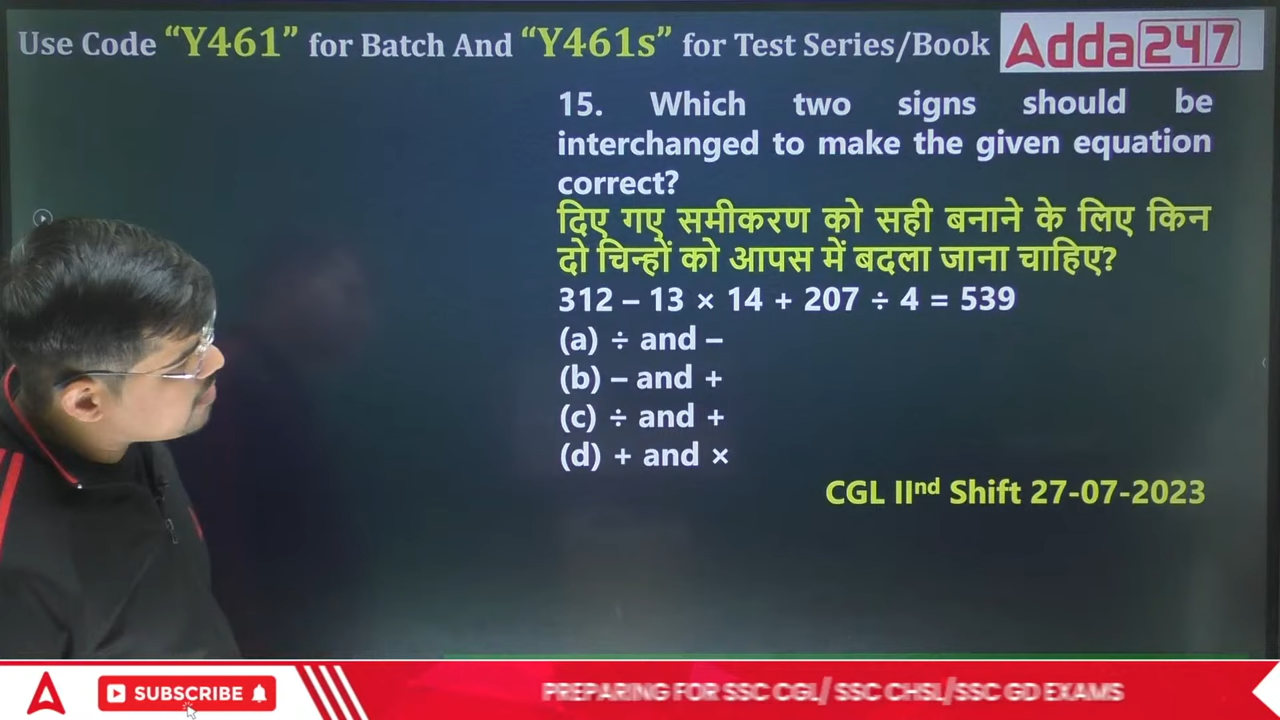 Use Code “Y461” for Batch And “Y461s” for Test Series/Book
Adda247
15. Which two signs should be
interchanged to make the given equation
correct?
दिए गए समीकरण को सही बनाने के लिए किन
दो चिन्हों को आपस में बदला जाना चाहिए?
312 – 13 × 14 + 207 ÷ 4 = 539
(a) ÷ and –
(b) – and +
(c) ÷ and +
(d) + and ×
CGL IInd Shift 27-07-2023
SUBSCRIBE
PREPARING FOR SSC CGL/ SSC CHSL/SSC GD EXAMS